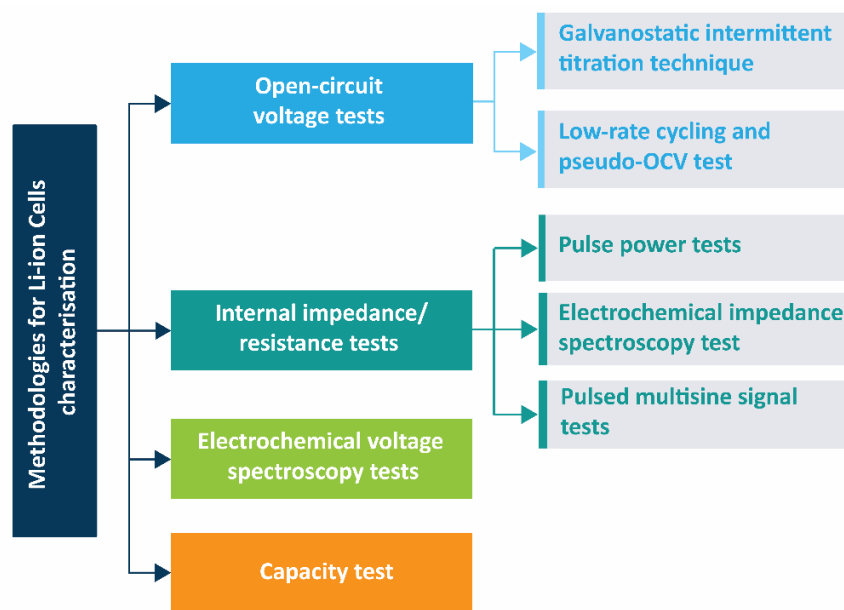 Methodologies for Li-ion Cells
characterisation
Open-circuit
voltage tests
Galvanostatic intermittent
titration technique
Low-rate cycling and
pseudo-OCV test
Internal impedance/
resistance tests
Pulse power tests
Electrochemical impedance
spectroscopy test
Pulsed multisine signal
tests
Electrochemical voltage
spectroscopy tests
Capacity test